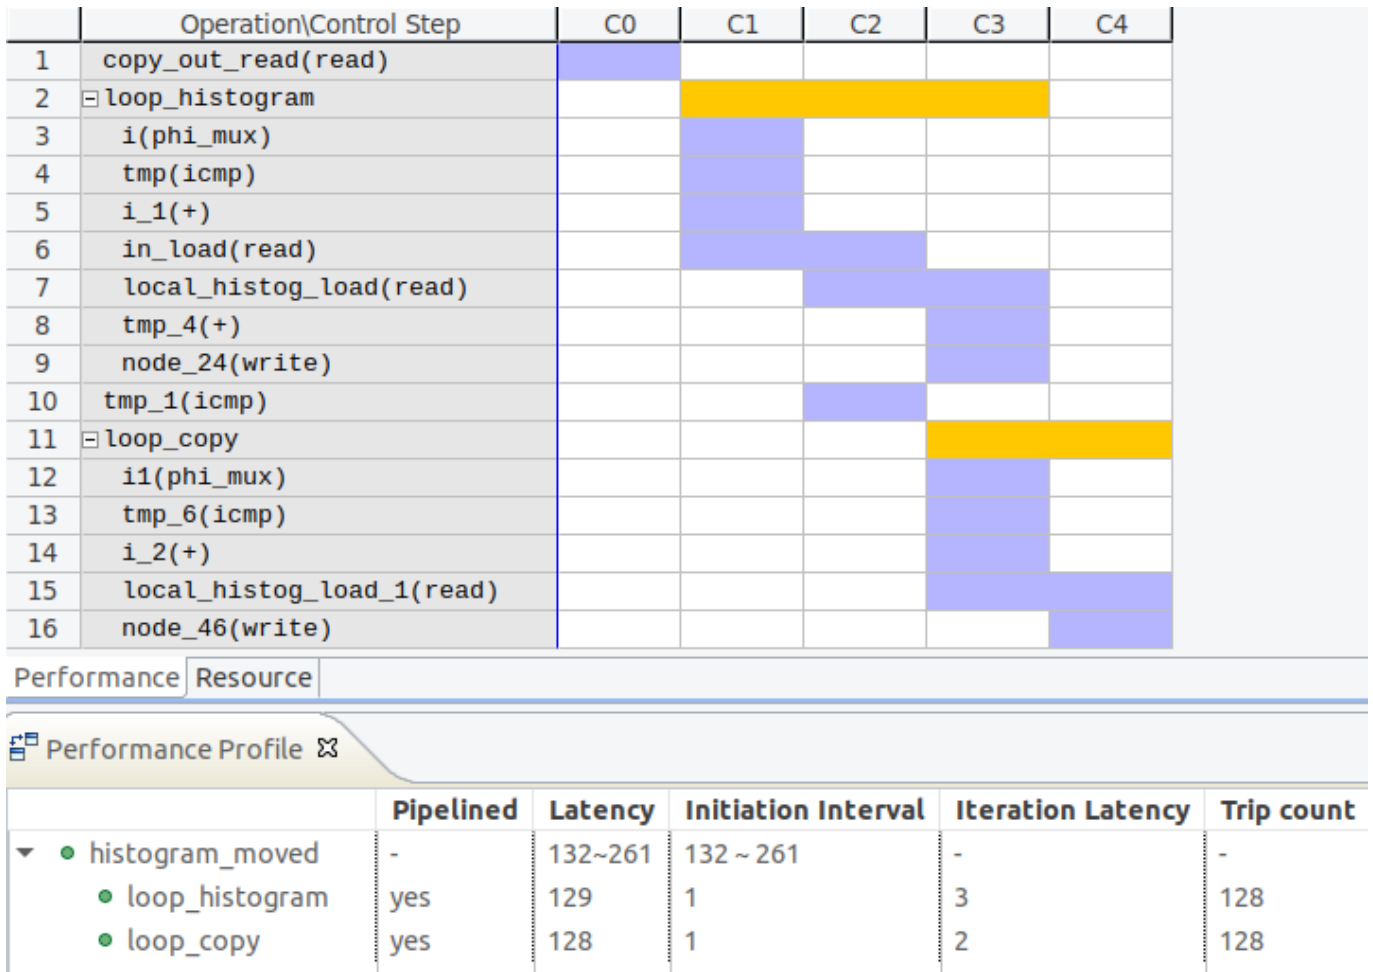 Operation\Control Step C0 C1 C2 C3 C4
1 copy_out_read(read)
2 loop_histogram
3 i(phi_mux)
4 tmp(icmp)
5 i_1(+)
6 in_load(read)
7 local_histog_load(read)
8 tmp_4(+)
9 node_24(write)
10 tmp_1(icmp)
11 loop_copy
12 i1(phi_mux)
13 tmp_6(icmp)
14 i_2(+)
15 local_histog_load_1(read)
16 node_46(write)
Performance Resource
Performance Profile
Pipelined Latency Initiation Interval Iteration Latency Trip count
histogram_moved - 132~261 132 ~ 261 - -
loop_histogram yes 129 1 3 128
loop_copy yes 128 1 2 128